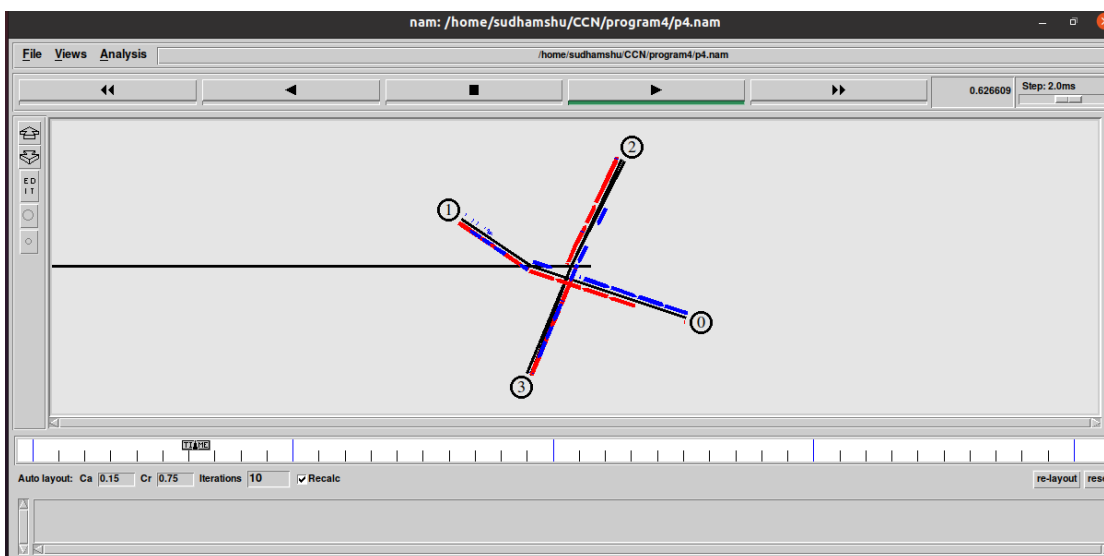 nam: /home/sudhamshu/CCN/program4/p4.nam
File Views Analysis /home/sudhamshu/CCN/program4/p4.nam
0.626609 Step: 2.0ms
2
1
ED
IT
0
3
TIME
Auto layout: Ca 0.15 Cr 0.75 Iterations 10 Recalc re-layout rese